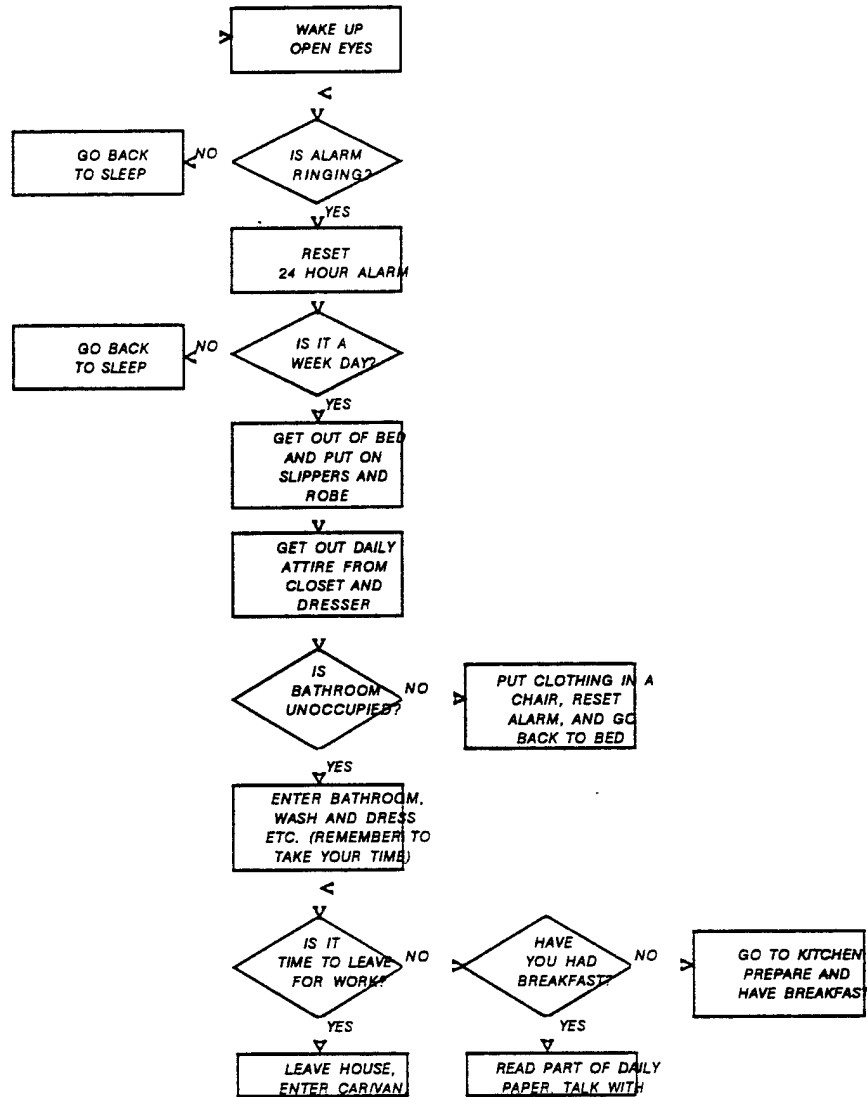 WAKE UP
OPEN EYES
IS ALARM
RINGING?
NO
GO BACK
TO SLEEP
YES
RESET
24 HOUR ALARM
IS IT A
WEEK DAY?
NO
GO BACK
TO SLEEP
YES
GET OUT OF BED
AND PUT ON
SLIPPERS AND
ROBE
GET OUT DAILY
ATTIRE FROM
CLOSET AND
DRESSER
IS
BATHROOM
UNOCCUPIED?
NO
PUT CLOTHING IN A
CHAIR, RESET
ALARM, AND GO
BACK TO BED
YES
ENTER BATHROOM,
WASH AND DRESS
ETC. (REMEMBER TO
TAKE YOUR TIME)
IS IT
TIME TO LEAVE
FOR WORK?
NO
HAVE
YOU HAD
BREAKFAST?
NO
GO TO KITCHEN
PREPARE AND
HAVE BREAKFAST
YES
LEAVE HOUSE,
ENTER CAR/VAN,
YES
READ PART OF DAILY
PAPER, TALK WITH